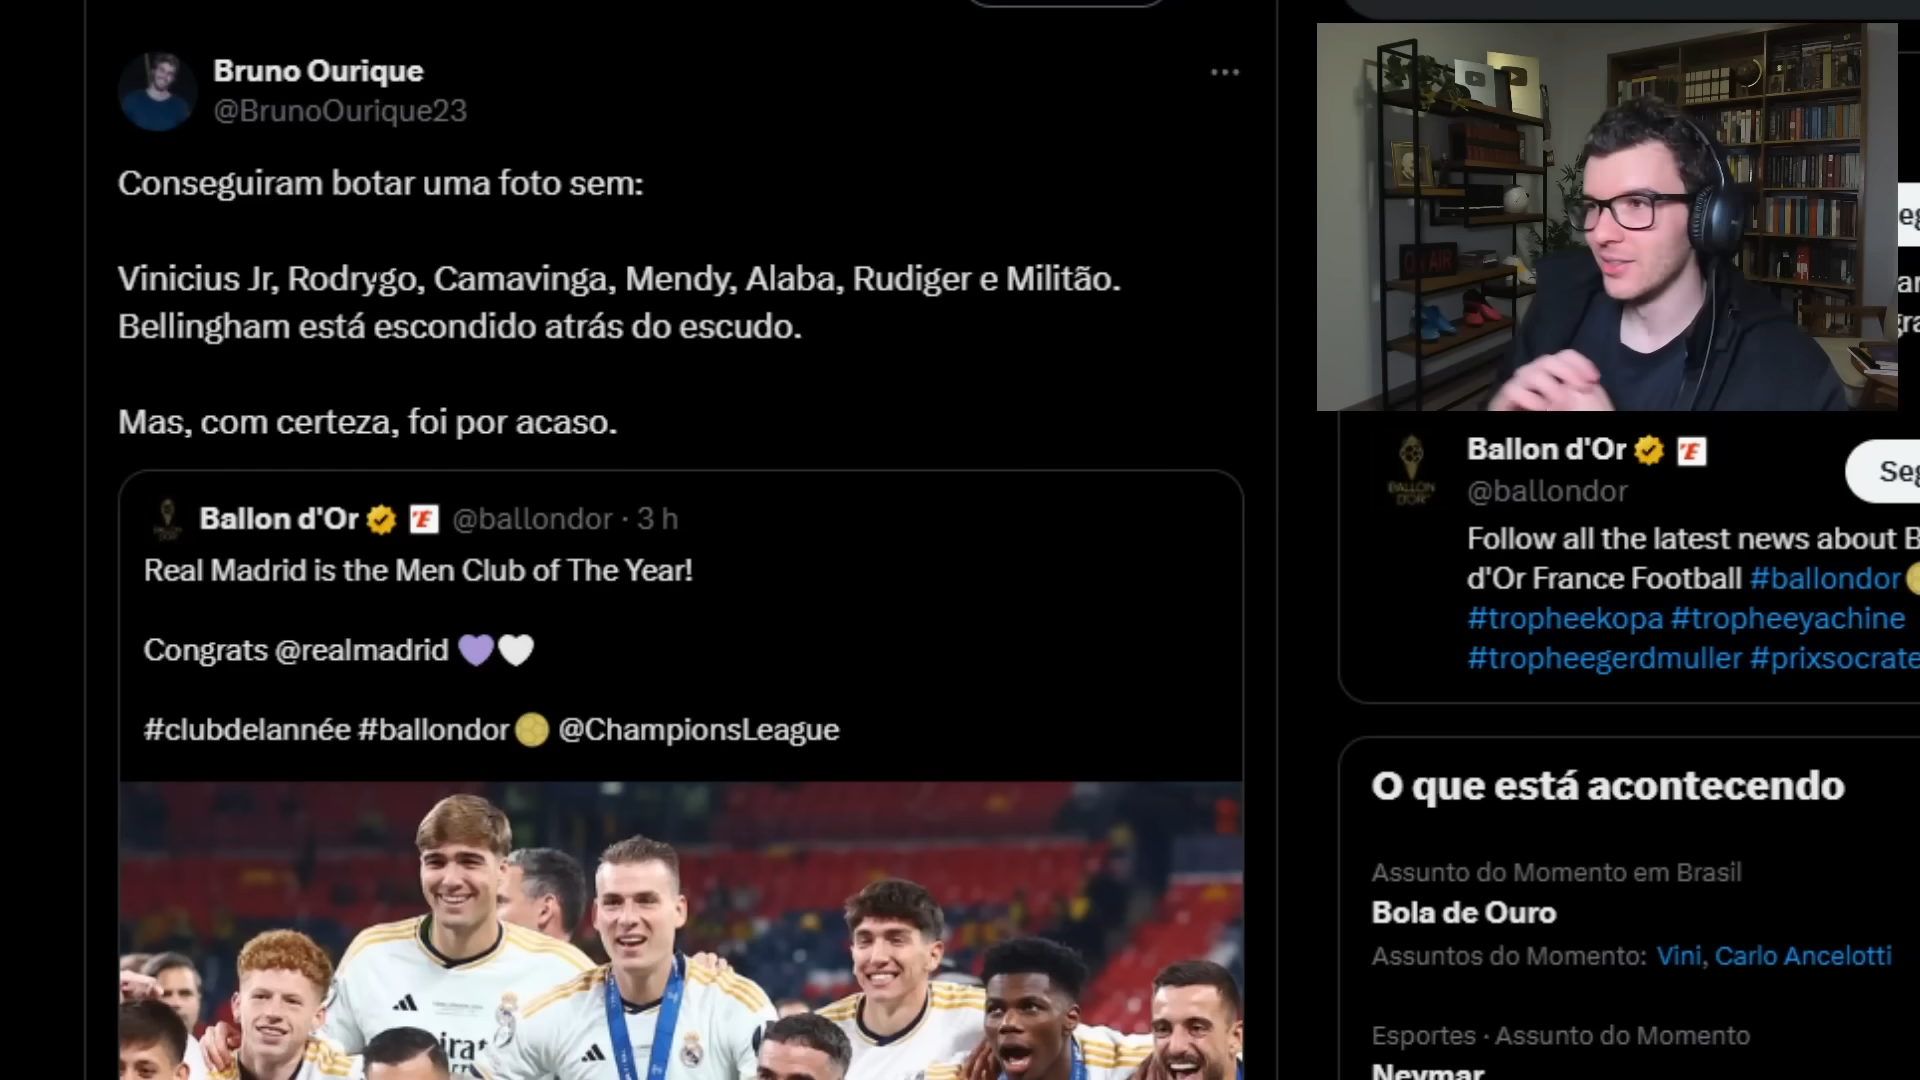 Bruno Ourique
@BrunoOurique23
Conseguiram botar uma foto sem:
Vinicius Jr, Rodrygo, Camavinga, Mendy, Alaba, Rudiger e Militão.
Bellingham está escondido atrás do escudo.
Mas, com certeza, foi por acaso.
Ballon d'Or @ballondor · 3 h
Real Madrid is the Men Club of The Year!
Congrats @realmadrid 💜🤍
#clubdelannée #ballondor @ChampionsLeague
ON AIR
Ballon d'Or
@ballondor
Seg
BALLON
D'OR
Follow all the latest news about B
d'Or France Football #ballondor
#tropheekopa #tropheeyachine
#tropheegerdmuller #prixsocrate
O que está acontecendo
Assunto do Momento em Brasil
Bola de Ouro
Assuntos do Momento: Vini, Carlo Ancelotti
Esportes · Assunto do Momento
Neymar